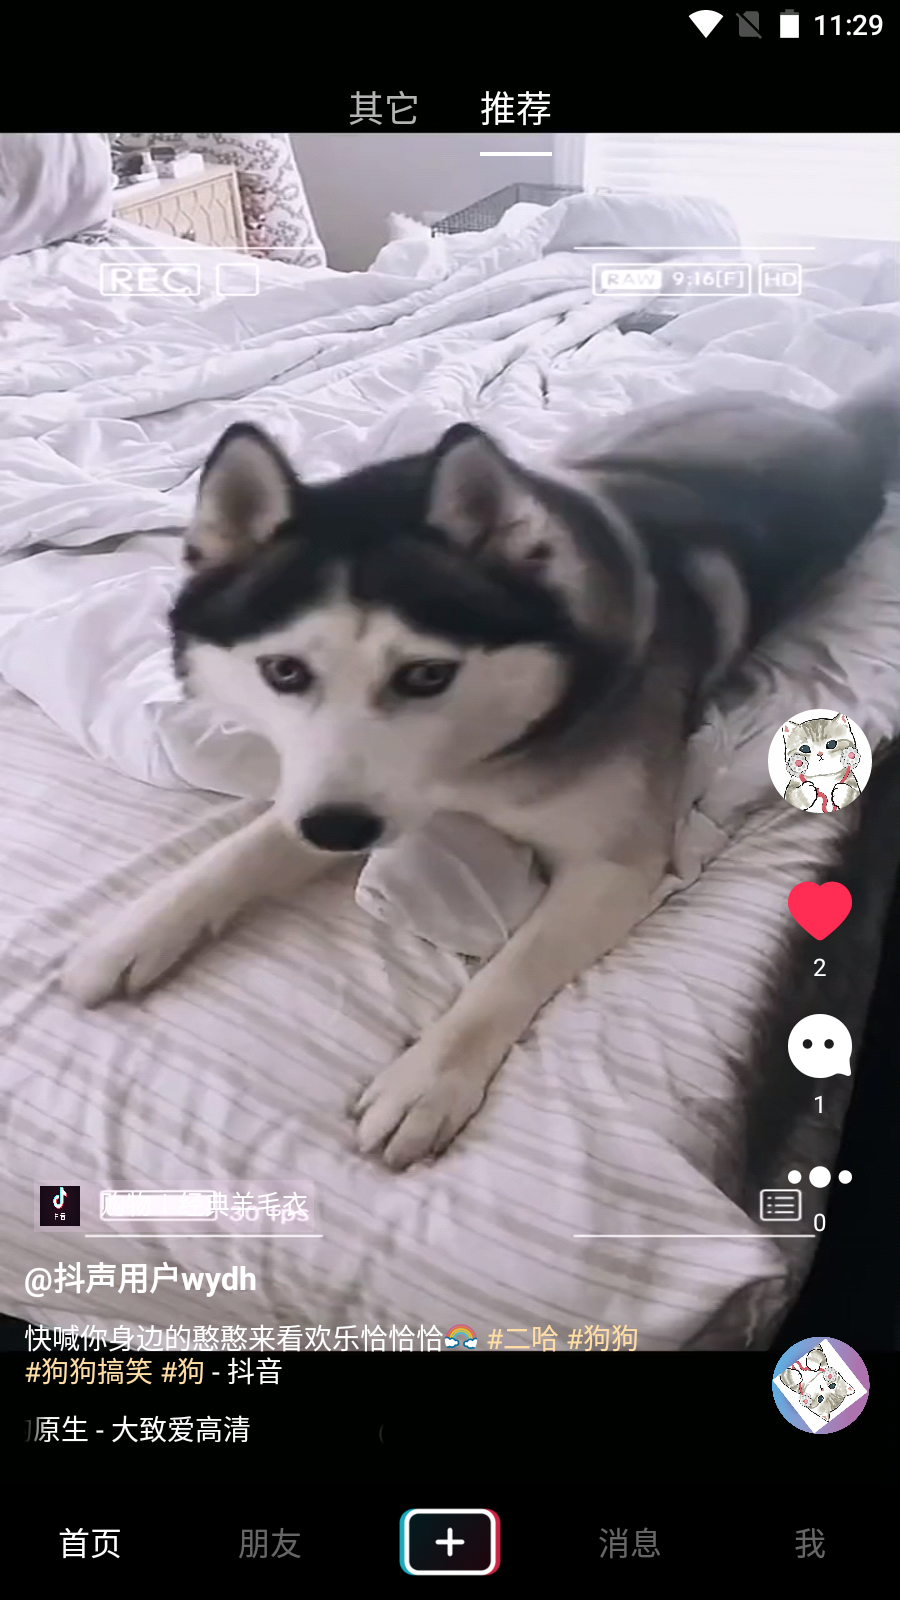 11:29
其它 推荐
REC
RAW 9:16[F] HD
2
1
购物 | 经典羊毛衣
30 fps
0
@抖声用户wydh
快喊你身边的憨憨来看欢乐恰恰恰🌈 #二哈 #狗狗
#狗狗搞笑 #狗 - 抖音
原生 - 大致爱高清
首页 朋友 消息 我